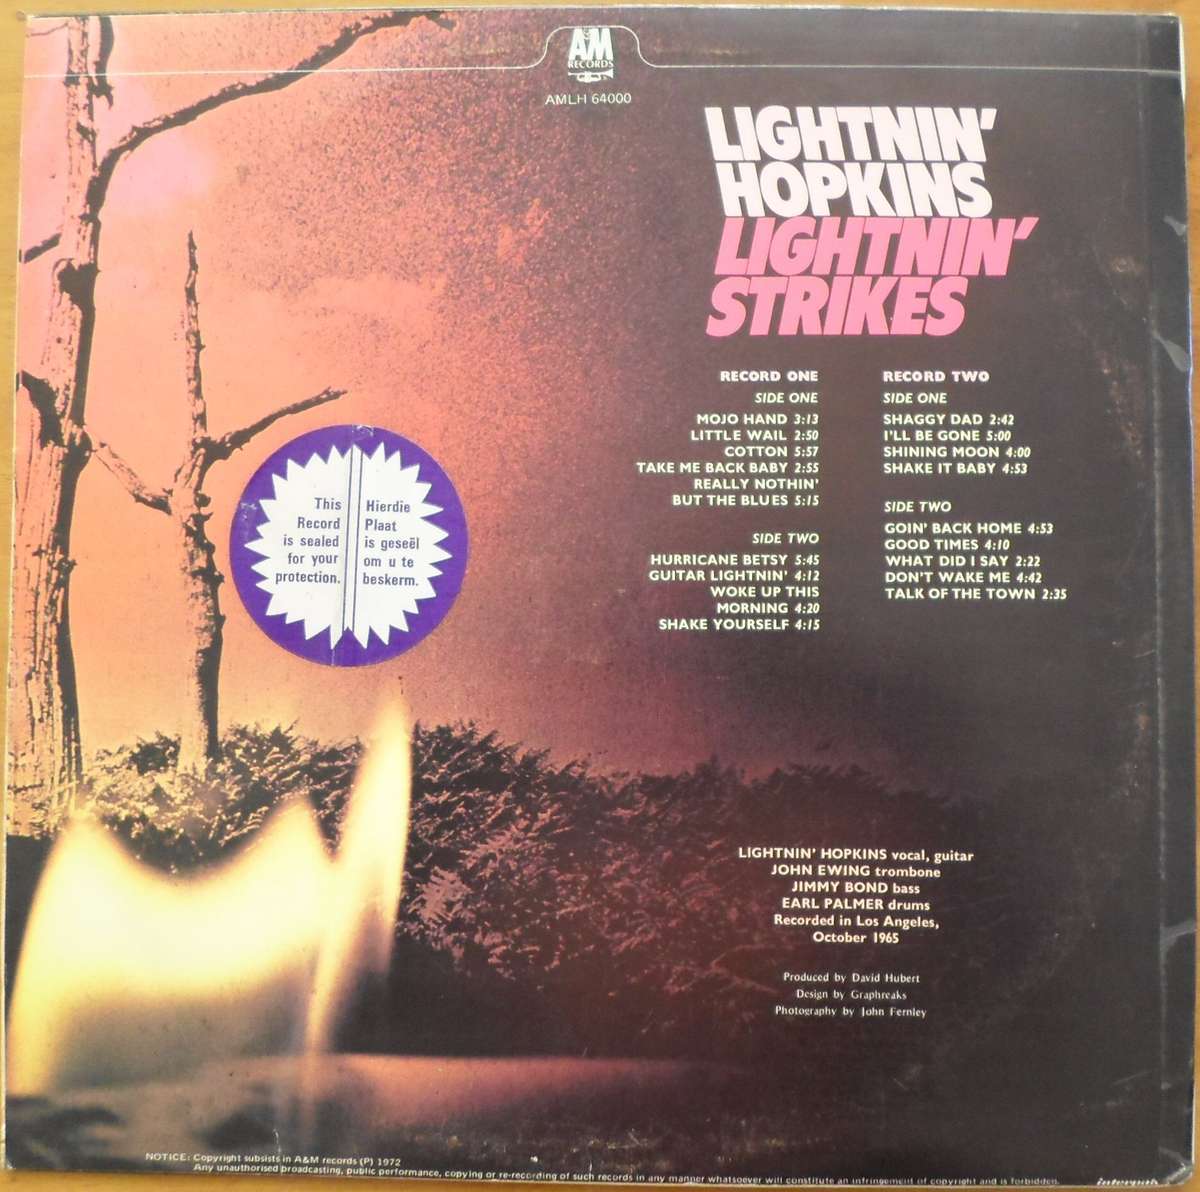 A&M
RECORDS
AMLH 64000
LIGHTNIN'
HOPKINS
LIGHTNIN'
STRIKES
RECORD ONE
SIDE ONE
MOJO HAND 3:13
LITTLE WAIL 2:50
COTTON 5:57
TAKE ME BACK BABY 2:55
REALLY NOTHIN'
BUT THE BLUES 5:15
SIDE TWO
HURRICANE BETSY 5:45
GUITAR LIGHTNIN' 4:12
WOKE UP THIS
MORNING 4:20
SHAKE YOURSELF 4:15
RECORD TWO
SIDE ONE
SHAGGY DAD 2:42
I'LL BE GONE 5:00
SHINING MOON 4:00
SHAKE IT BABY 4:53
SIDE TWO
GOIN' BACK HOME 4:53
GOOD TIMES 4:10
WHAT DID I SAY 2:22
DON'T WAKE ME 4:42
TALK OF THE TOWN 2:35
This
Record
is sealed
for your
protection.
Hierdie
Plaat
is geseël
om u te
beskerm.
LIGHTNIN' HOPKINS vocal, guitar
JOHN EWING trombone
JIMMY BOND bass
EARL PALMER drums
Recorded in Los Angeles,
October 1965
Produced by David Hubert
Design by Graphreaks
Photography by John Fernley
NOTICE: Copyright subsists in A&M records (P) 1972
Any unauthorised broadcasting, public performance, copying or re-recording of such records in any manner whatsoever will constitute an infringement of copyright and is forbidden.
interpak